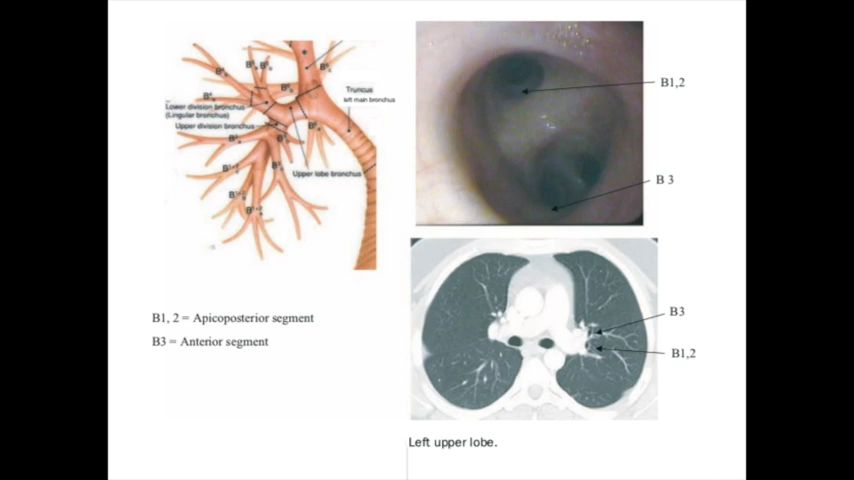 Truncus
left main bronchus
Lower division bronchus
(Lingular bronchus)
Upper division bronchus
Upper lobe bronchus
B1,2
B 3
B1, 2 = Apicoposterior segment
B3 = Anterior segment
B3
B1,2
Left upper lobe.